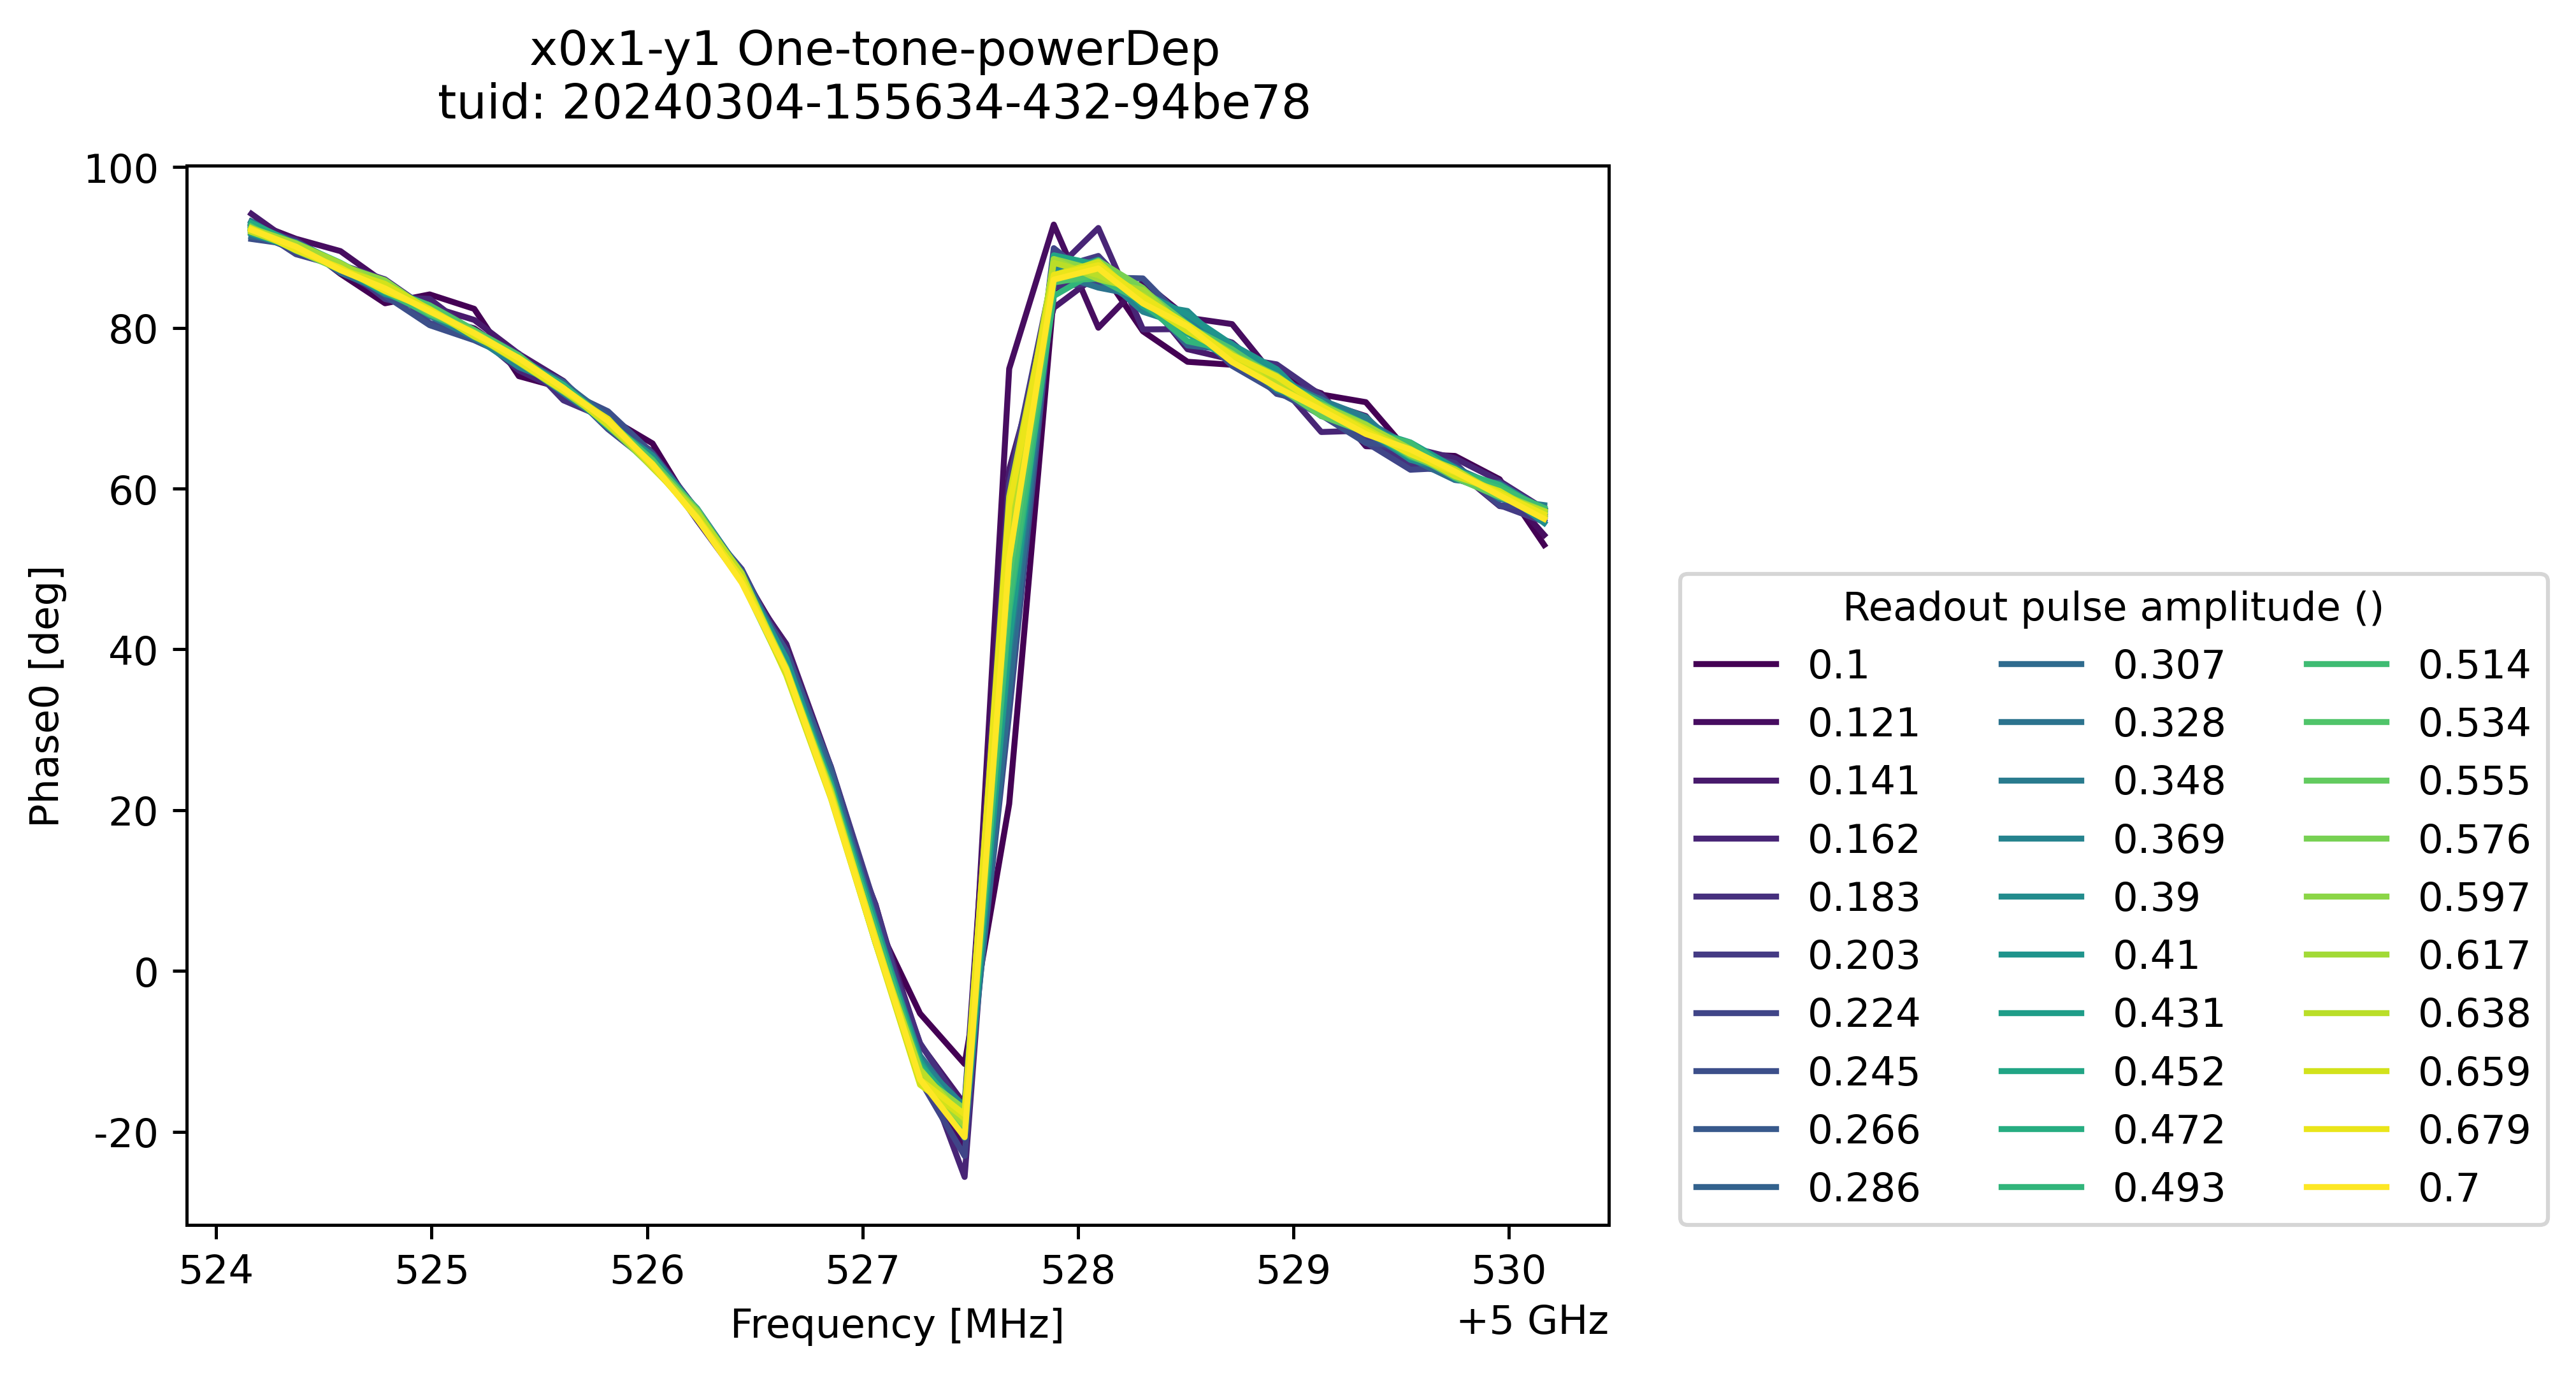 x0x1-y1 One-tone-powerDep
tuid: 20240304-155634-432-94be78
100
80
60
40
20
0
-20
Phase0 [deg]
524 525 526 527 528 529 530
Frequency [MHz]
+5 GHz
Readout pulse amplitude ()
0.1 0.307 0.514
0.121 0.328 0.534
0.141 0.348 0.555
0.162 0.369 0.576
0.183 0.39 0.597
0.203 0.41 0.617
0.224 0.431 0.638
0.245 0.452 0.659
0.266 0.472 0.679
0.286 0.493 0.7